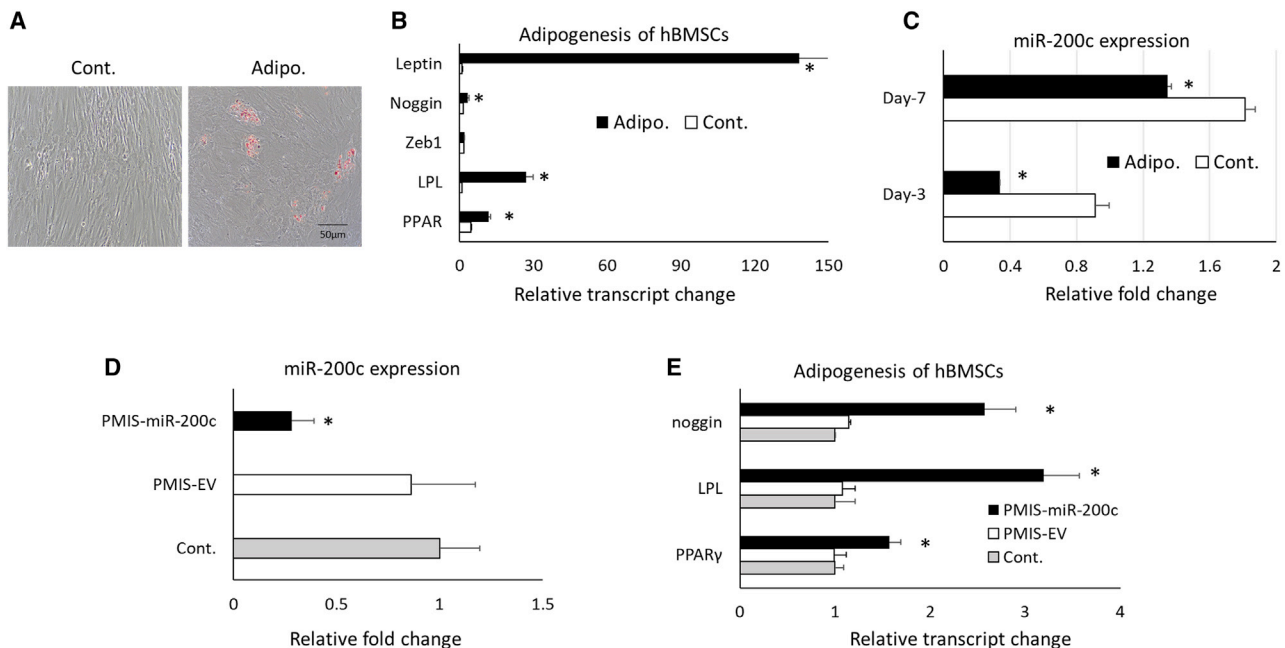 A
Cont.
Adipo.
50μm
B
Adipogenesis of hBMSCs
Leptin
*
Noggin
*
Adipo.
Cont.
Zeb1
LPL
*
PPAR
*
0 30 60 90 120 150
Relative transcript change
C
miR-200c expression
Day-7
*
Adipo.
Cont.
Day-3
*
0 0.4 0.8 1.2 1.6 2
Relative fold change
D
miR-200c expression
PMIS-miR-200c
*
PMIS-EV
Cont.
0 0.5 1 1.5
Relative fold change
E
Adipogenesis of hBMSCs
noggin
*
LPL
*
PMIS-miR-200c
PMIS-EV
Cont.
PPARγ
*
0 1 2 3 4
Relative transcript change